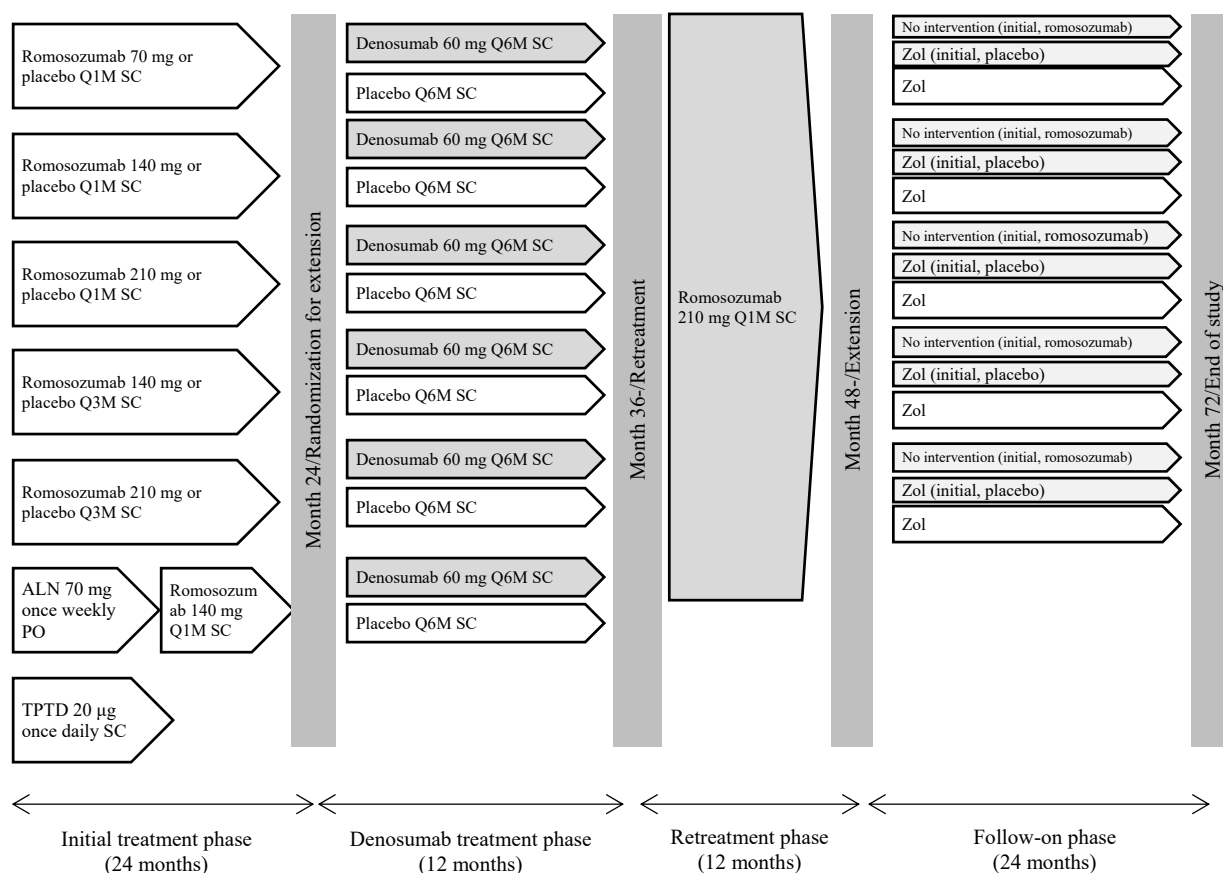 Romosozumab 70 mg or
placebo Q1M SC
Romosozumab 140 mg or
placebo Q1M SC
Romosozumab 210 mg or
placebo Q1M SC
Romosozumab 140 mg or
placebo Q3M SC
Romosozumab 210 mg or
placebo Q3M SC
ALN 70 mg
once weekly
PO
Romosozum
ab 140 mg
Q1M SC
TPTD 20 µg
once daily SC
Month 24/Randomization for extension
Denosumab 60 mg Q6M SC
Placebo Q6M SC
Denosumab 60 mg Q6M SC
Placebo Q6M SC
Denosumab 60 mg Q6M SC
Placebo Q6M SC
Denosumab 60 mg Q6M SC
Placebo Q6M SC
Denosumab 60 mg Q6M SC
Placebo Q6M SC
Denosumab 60 mg Q6M SC
Placebo Q6M SC
Month 36-/Retreatment
Romosozumab
210 mg Q1M SC
Month 48-/Extension
No intervention (initial, romosozumab)
Zol (initial, placebo)
Zol
No intervention (initial, romosozumab)
Zol (initial, placebo)
Zol
No intervention (initial, romosozumab)
Zol (initial, placebo)
Zol
No intervention (initial, romosozumab)
Zol (initial, placebo)
Zol
No intervention (initial, romosozumab)
Zol (initial, placebo)
Zol
Month 72/End of study
Initial treatment phase
(24 months)
Denosumab treatment phase
(12 months)
Retreatment phase
(12 months)
Follow-on phase
(24 months)